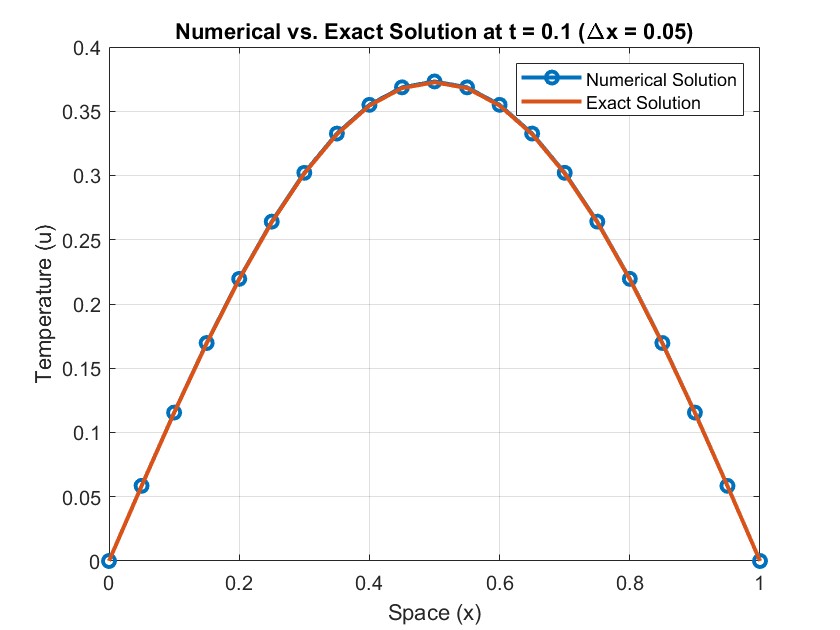 Numerical vs. Exact Solution at t = 0.1 (Δx = 0.05)
Numerical Solution
Exact Solution
Temperature (u)
0.4
0.35
0.3
0.25
0.2
0.15
0.1
0.05
0
0 0.2 0.4 0.6 0.8 1
Space (x)